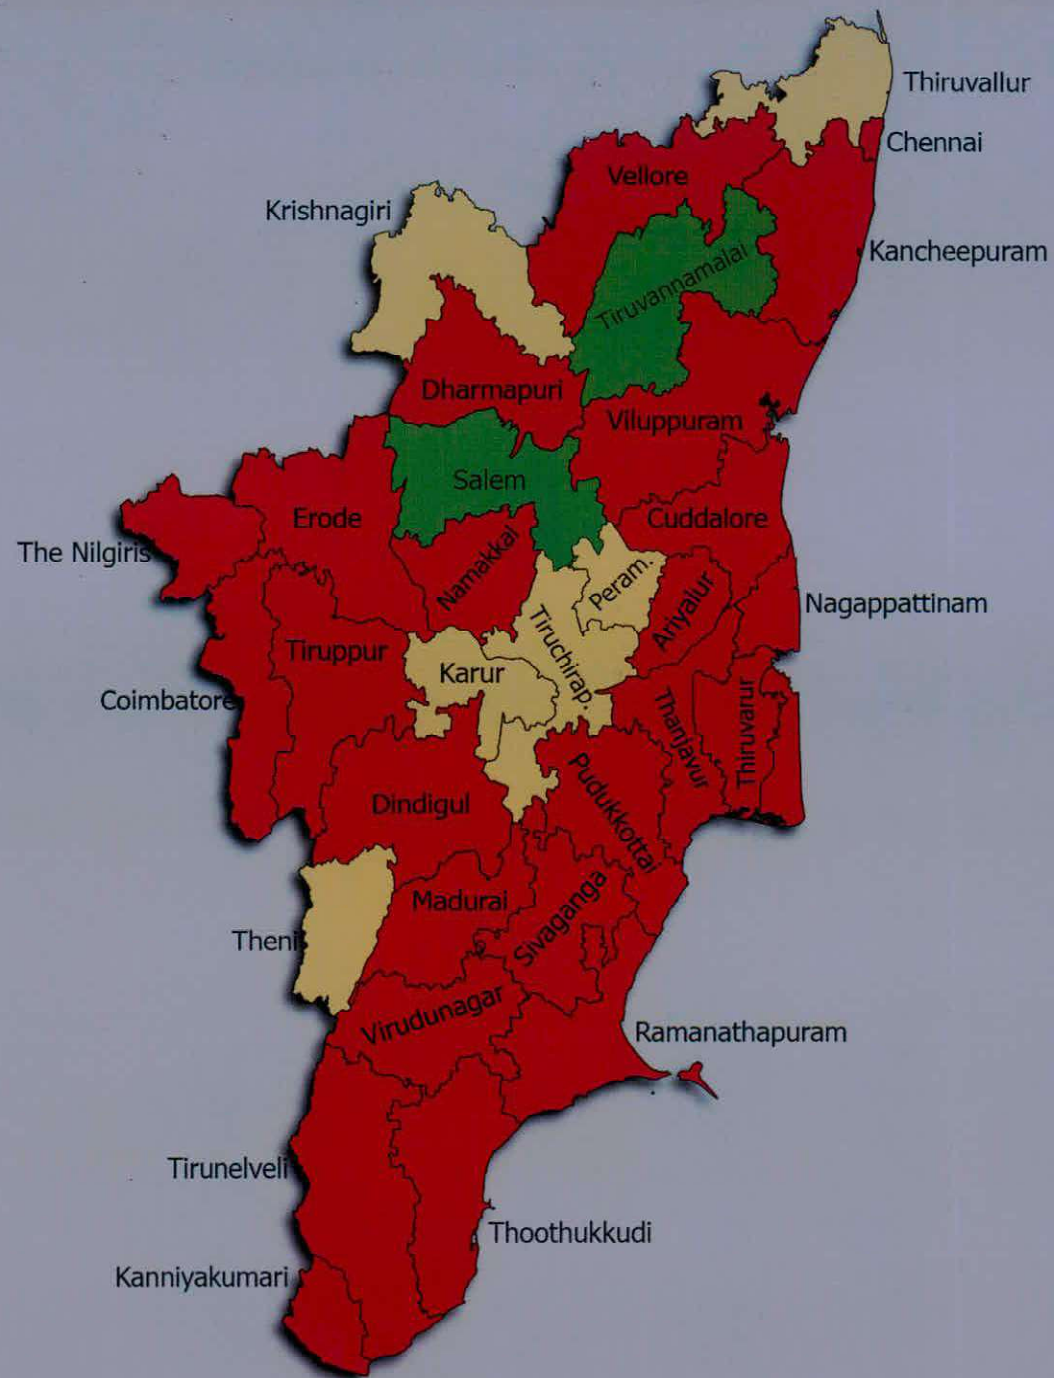 Thiruvallur
Chennai
Vellore
Krishnagiri
Kancheepuram
Tiruvannamalai
Dharmapuri
Viluppuram
Salem
Erode
Cuddalore
The Nilgiris
Namakkal
Peram.
Ariyalur
Nagappattinam
Tiruppur
Tiruchirap.
Karur
Coimbatore
Thanjavur
Thiruvarur
Dindigul
Pudukkottai
Madurai
Sivaganga
Theni
Virudunagar
Ramanathapuram
Tirunelveli
Thoothukkudi
Kanniyakumari